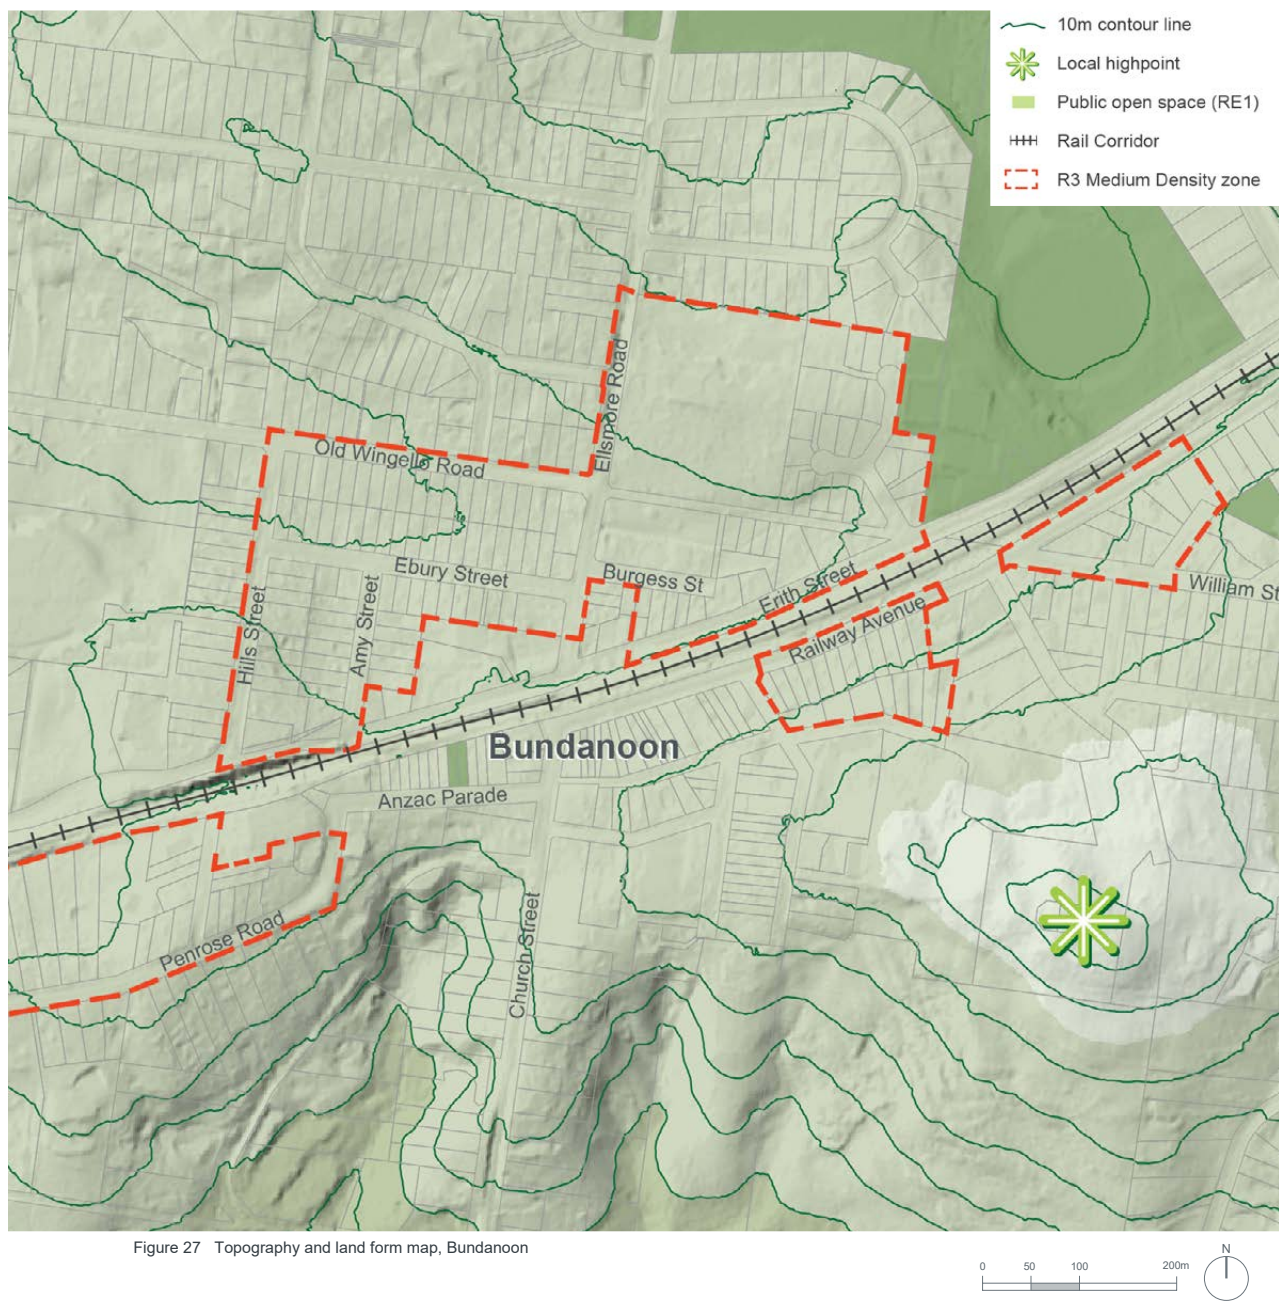 10m contour line
Local highpoint
Public open space (RE1)
Rail Corridor
R3 Medium Density zone
Ellsmore Road
Old Wingello Road
Ebury Street
Burgess St
Erith Street
William St
Hills Street
Amy Street
Railway Avenue
Bundanoon
Anzac Parade
Church Street
Penrose Road
Figure 27 Topography and land form map, Bundanoon
N
0 50 100 200m